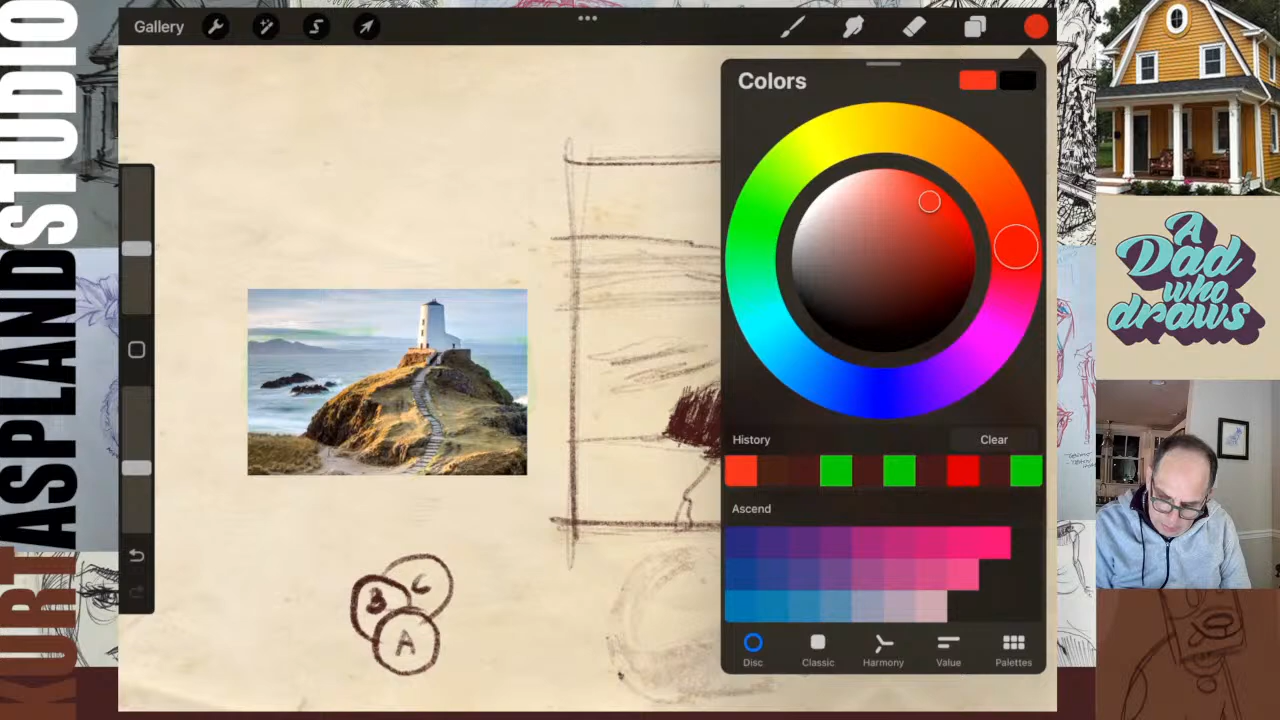 KURT ASPLAND STUDIO
Gallery
Colors
History
Clear
Ascend
Disc
Classic
Harmony
Value
Palettes
B
C
A
A
Dad
who
draws